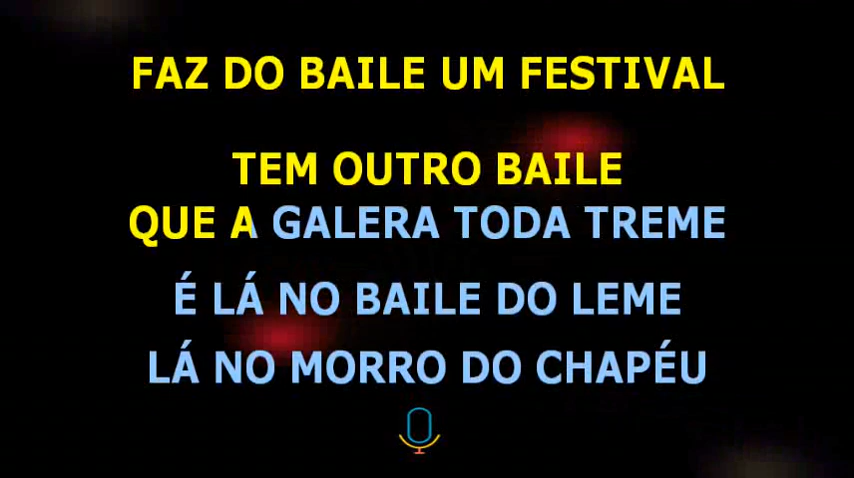 FAZ DO BAILE UM FESTIVAL
TEM OUTRO BAILE
QUE A GALERA TODA TREME
É LÁ NO BAILE DO LEME
LÁ NO MORRO DO CHAPÉU